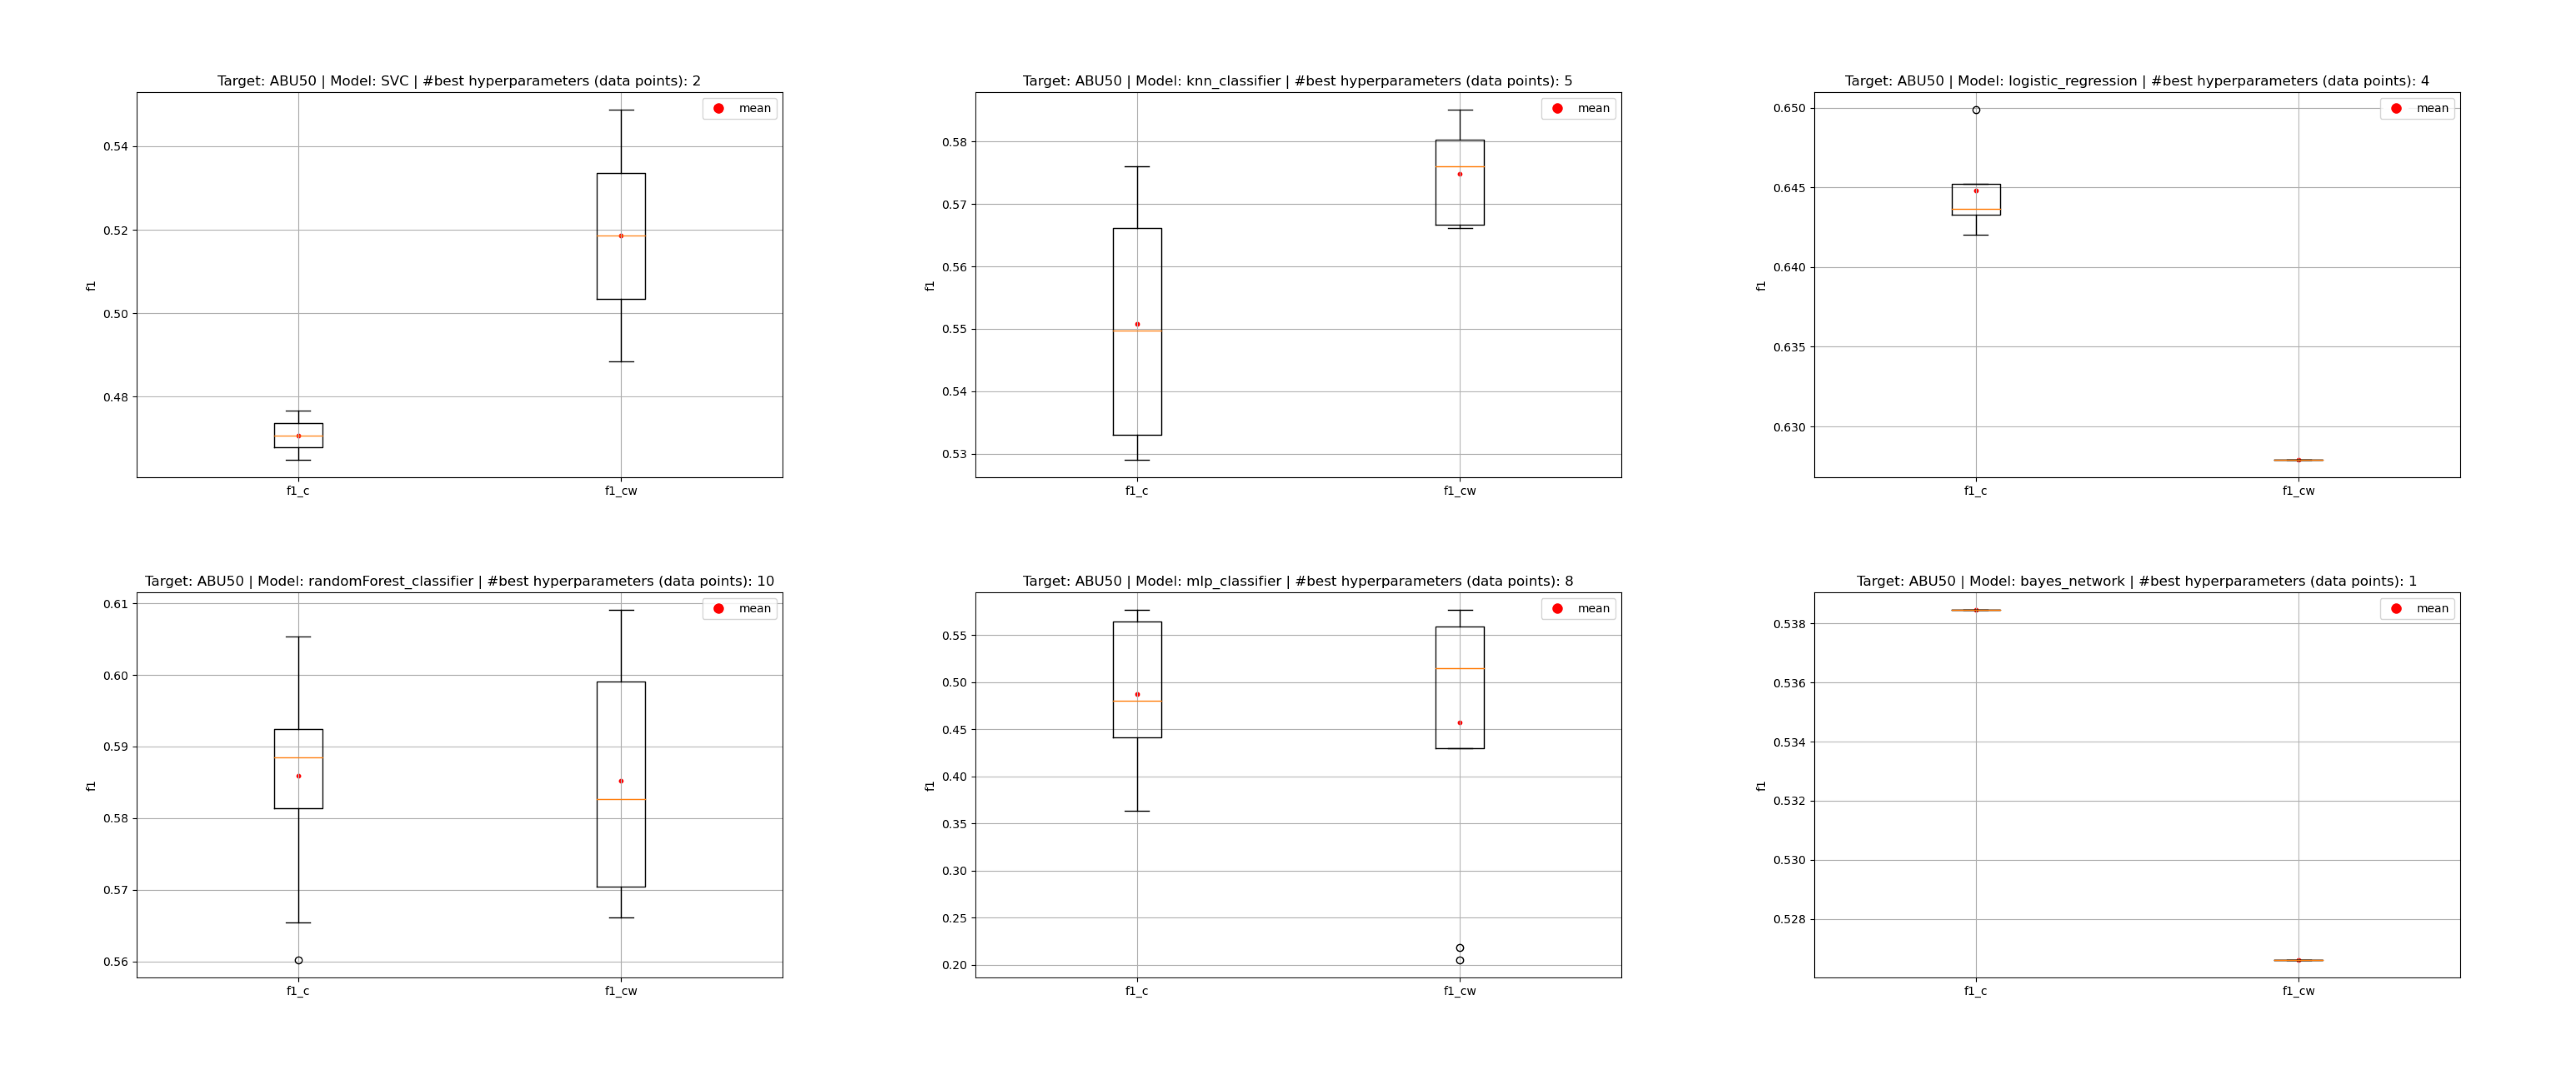 Target: ABU50 | Model: SVC | #best hyperparameters (data points): 2
mean
0.54
0.52
0.50
0.48
f1
f1_c
f1_cw
Target: ABU50 | Model: knn_classifier | #best hyperparameters (data points): 5
mean
0.58
0.57
0.56
0.55
0.54
0.53
f1
f1_c
f1_cw
Target: ABU50 | Model: logistic_regression | #best hyperparameters (data points): 4
mean
0.650
0.645
0.640
0.635
0.630
f1
f1_c
f1_cw
Target: ABU50 | Model: randomForest_classifier | #best hyperparameters (data points): 10
mean
0.61
0.60
0.59
0.58
0.57
0.56
f1
f1_c
f1_cw
Target: ABU50 | Model: mlp_classifier | #best hyperparameters (data points): 8
mean
0.55
0.50
0.45
0.40
0.35
0.30
0.25
0.20
f1
f1_c
f1_cw
Target: ABU50 | Model: bayes_network | #best hyperparameters (data points): 1
mean
0.538
0.536
0.534
0.532
0.530
0.528
f1
f1_c
f1_cw